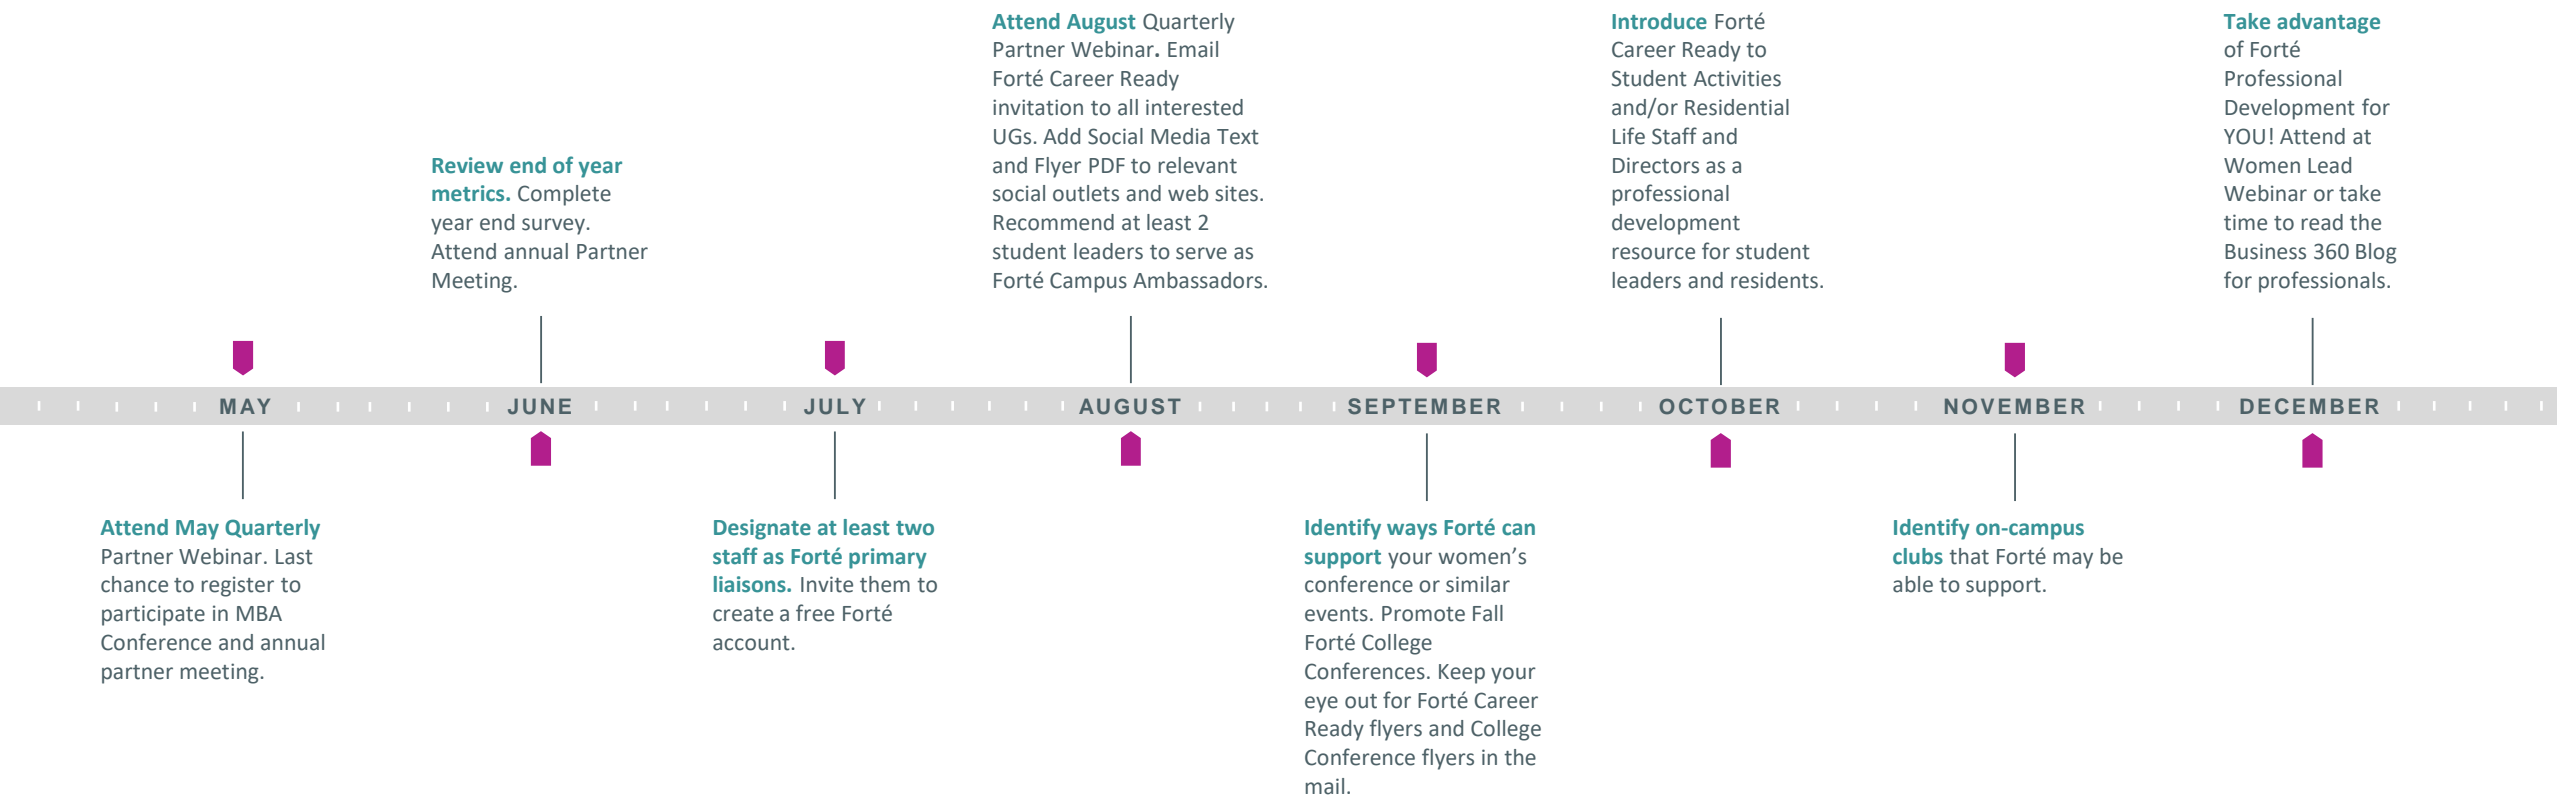 Attend August Quarterly
Partner Webinar. Email
Forté Career Ready
invitation to all interested
UGs. Add Social Media Text
and Flyer PDF to relevant
social outlets and web sites.
Recommend at least 2
student leaders to serve as
Forté Campus Ambassadors.
Introduce Forté
Career Ready to
Student Activities
and/or Residential
Life Staff and
Directors as a
professional
development
resource for student
leaders and residents.
Take advantage
of Forté
Professional
Development for
YOU! Attend at
Women Lead
Webinar or take
time to read the
Business 360 Blog
for professionals.
Review end of year
metrics. Complete
year end survey.
Attend annual Partner
Meeting.
MAY JUNE JULY AUGUST SEPTEMBER OCTOBER NOVEMBER DECEMBER
Attend May Quarterly
Partner Webinar. Last
chance to register to
participate in MBA
Conference and annual
partner meeting.
Designate at least two
staff as Forté primary
liaisons. Invite them to
create a free Forté
account.
Identify ways Forté can
support your women’s
conference or similar
events. Promote Fall
Forté College
Conferences. Keep your
eye out for Forté Career
Ready flyers and College
Conference flyers in the
mail.
Identify on-campus
clubs that Forté may be
able to support.